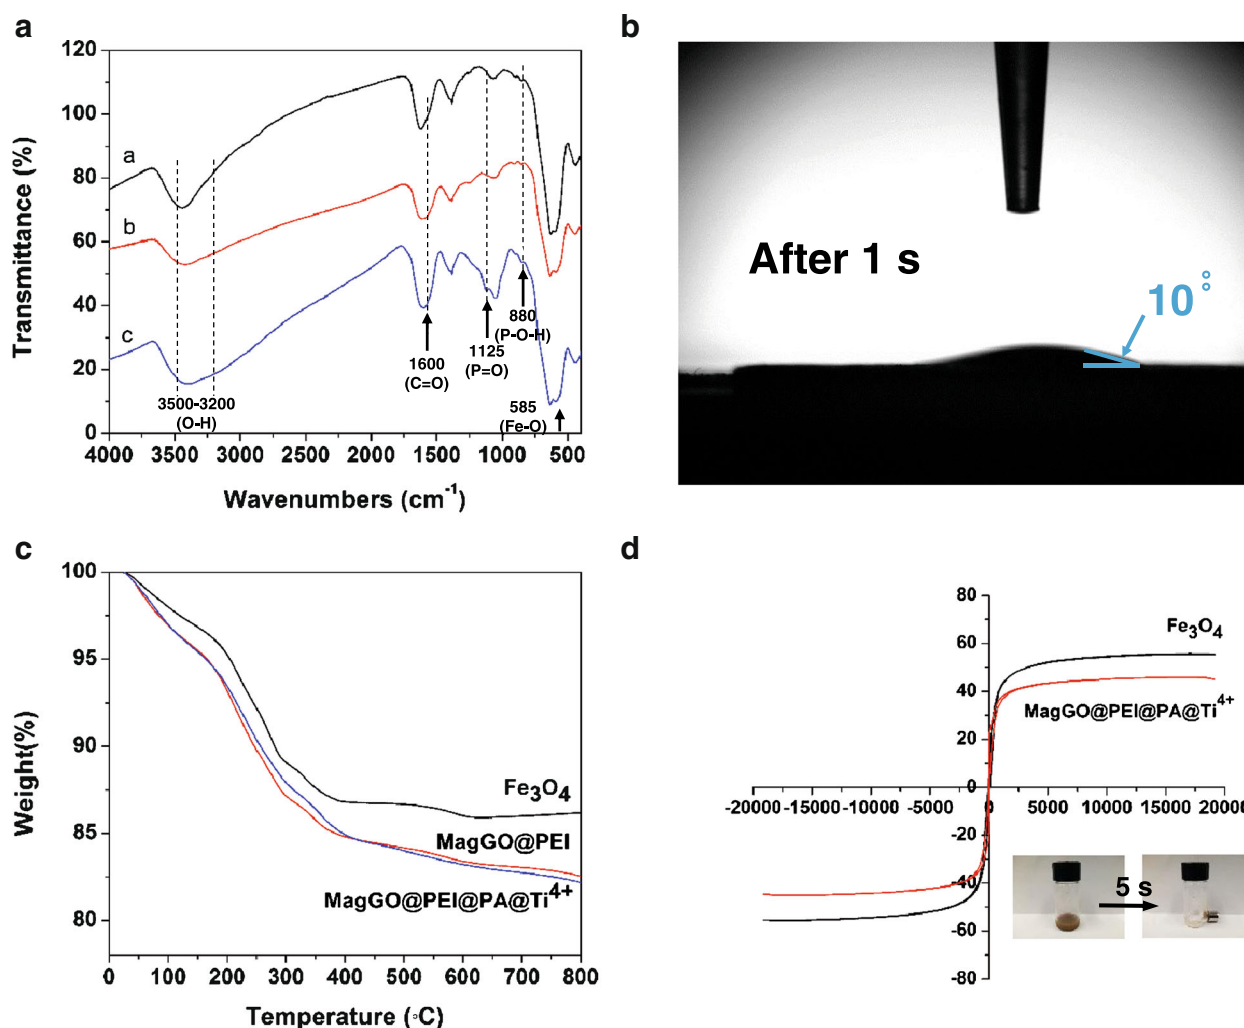 a
120
100
80
60
40
20
0
Transmittance (%)
a
b
c
3500-3200
(O-H)
1600
(C=O)
1125
(P=O)
880
(P-O-H)
585
(Fe-O)
4000 3500 3000 2500 2000 1500 1000 500
Wavenumbers (cm⁻¹)
b
After 1 s
10°
c
100
95
90
85
80
Weight(%)
Fe₃O₄
MagGO@PEI
MagGO@PEI@PA@Ti⁴⁺
0 100 200 300 400 500 600 700 800
Temperature (°C)
d
80
60
40
20
0
-20
-40
-60
-80
-20000 -15000 -10000 -5000 0 5000 10000 15000 20000
Fe₃O₄
MagGO@PEI@PA@Ti⁴⁺
5 s